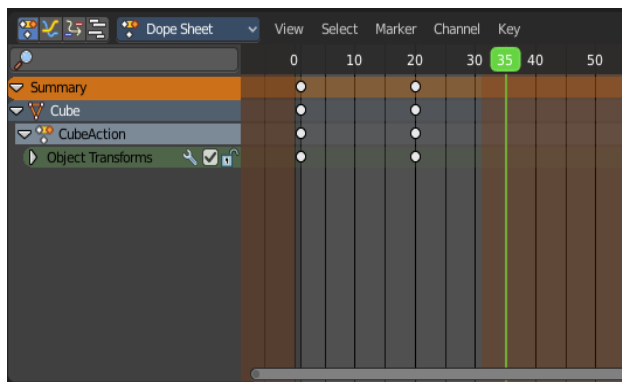 Dope Sheet View Select Marker Channel Key
0 10 20 30 35 40 50
Summary
Cube
CubeAction
Object Transforms